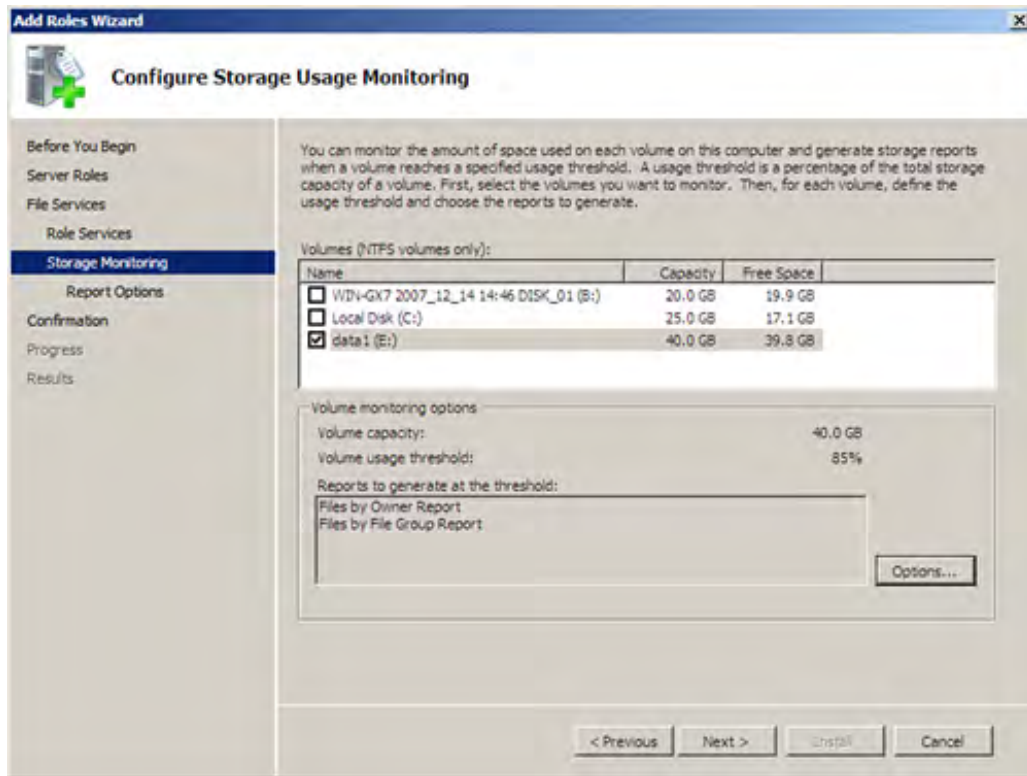 Add Roles Wizard
Configure Storage Usage Monitoring
Before You Begin
Server Roles
File Services
Role Services
Storage Monitoring
Report Options
Confirmation
Progress
Results
You can monitor the amount of space used on each volume on this computer and generate storage reports
when a volume reaches a specified usage threshold. A usage threshold is a percentage of the total storage
capacity of a volume. First, select the volumes you want to monitor. Then, for each volume, define the
usage threshold and choose the reports to generate.
Volumes (NTFS volumes only):
Name Capacity Free Space
WIN-GX7 2007_12_14 14:46 DISK_01 (B:) 20.0 GB 19.9 GB
Local Disk (C:) 25.0 GB 17.1 GB
data1 (E:) 40.0 GB 39.8 GB
Volume monitoring options
Volume capacity: 40.0 GB
Volume usage threshold: 85%
Reports to generate at the threshold:
Files by Owner Report
Files by File Group Report
Options...
< Previous Next > Install Cancel